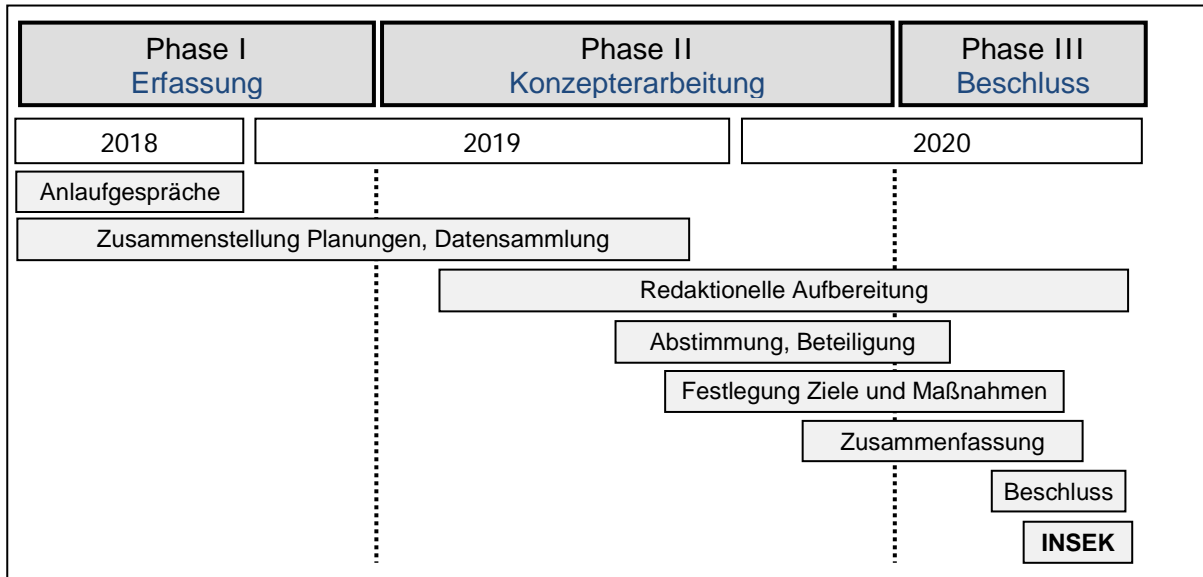 Phase I
Erfassung
Phase II
Konzepterarbeitung
Phase III
Beschluss
2018
2019
2020
Anlaufgespräche
Zusammenstellung Planungen, Datensammlung
Redaktionelle Aufbereitung
Abstimmung, Beteiligung
Festlegung Ziele und Maßnahmen
Zusammenfassung
Beschluss
INSEK